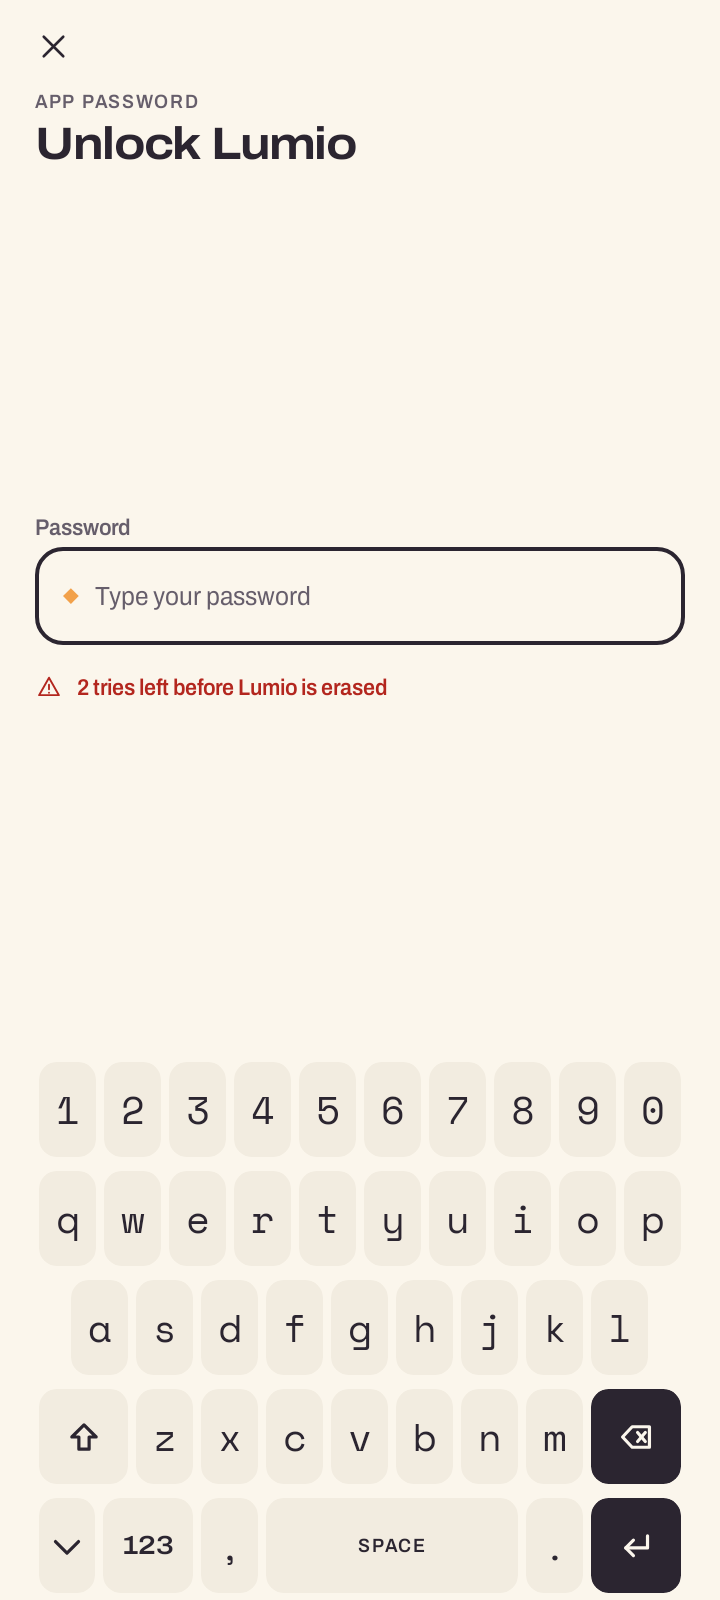 APP PASSWORD
Unlock Lumio
Password
Type your password
2 tries left before Lumio is erased
1 2 3 4 5 6 7 8 9 0
q w e r t y u i o p
a s d f g h j k l
z x c v b n m
123 , SPACE .